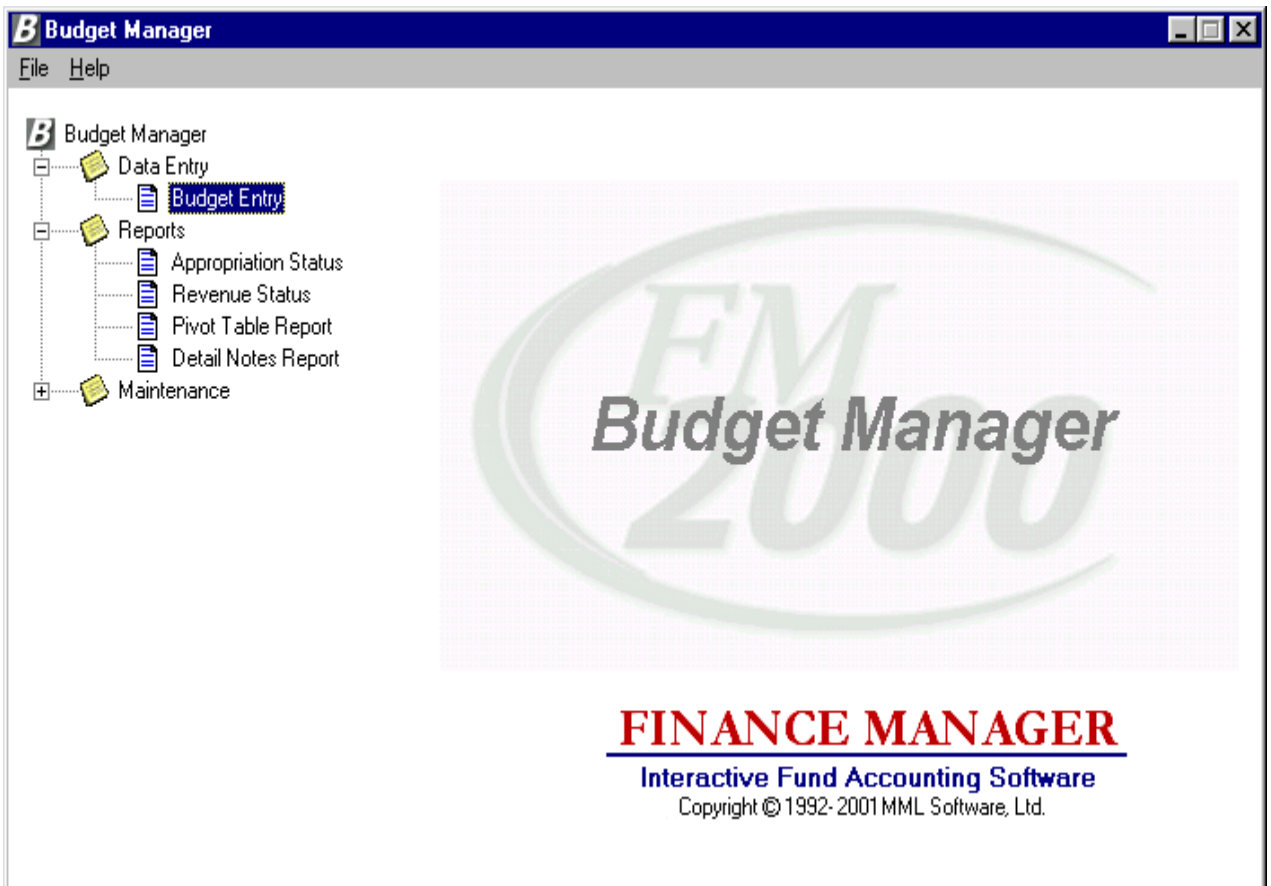 B Budget Manager
File Help
B Budget Manager
Data Entry
Budget Entry
Reports
Appropriation Status
Revenue Status
Pivot Table Report
Detail Notes Report
Maintenance
FM
2000
Budget Manager
FINANCE MANAGER
Interactive Fund Accounting Software
Copyright © 1992-2001 MML Software, Ltd.